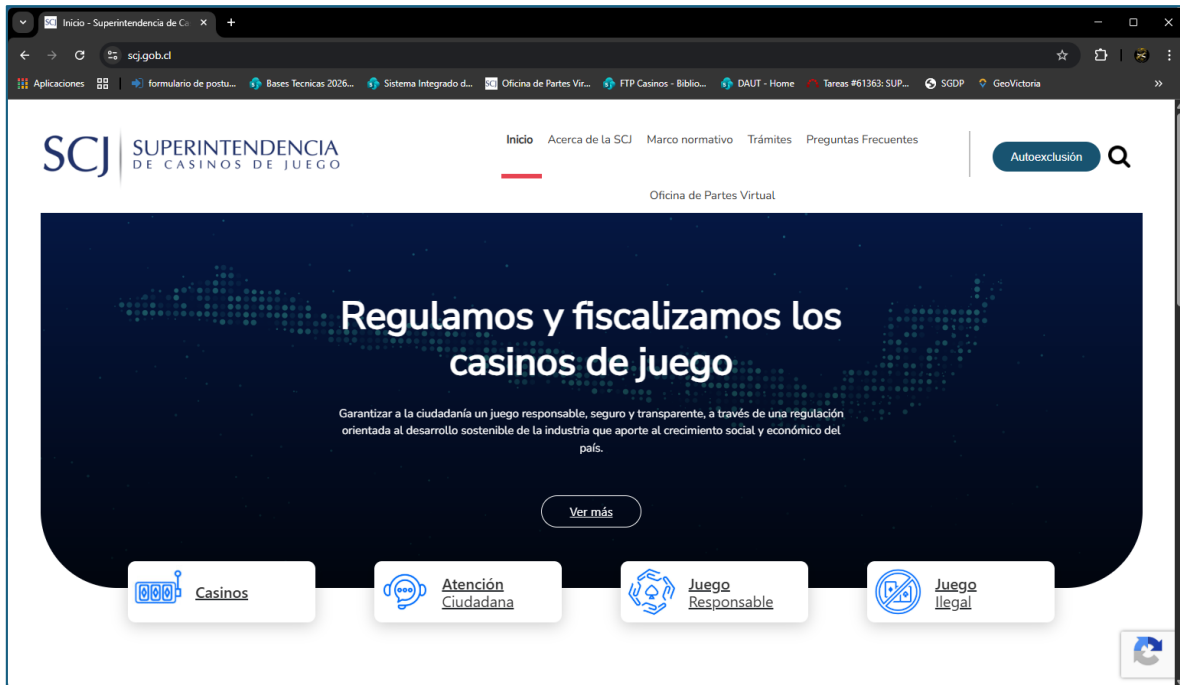 Inicio - Superintendencia de Ca
scj.gob.cl
Aplicaciones
formulario de postu...
Bases Tecnicas 2026...
Sistema Integrado d...
SCJ Oficina de Partes Vir...
FTP Casinos - Biblio...
DAUT - Home
Tareas #61363: SUP...
SGDP
GeoVictoria
»
SCJ
SUPERINTENDENCIA
DE CASINOS DE JUEGO
Inicio
Acerca de la SCJ
Marco normativo
Trámites
Preguntas Frecuentes
Oficina de Partes Virtual
Autoexclusión
Regulamos y fiscalizamos los
casinos de juego
Garantizar a la ciudadanía un juego responsable, seguro y transparente, a través de una regulación
orientada al desarrollo sostenible de la industria que aporte al crecimiento social y económico del
país.
Ver más
Casinos
Atención
Ciudadana
Juego
Responsable
Juego
Ilegal